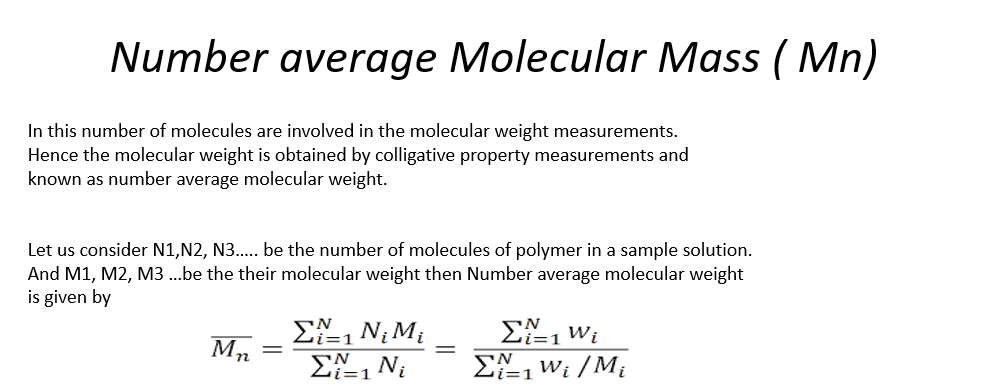 Number average Molecular Mass ( Mn)
In this number of molecules are involved in the molecular weight measurements.
Hence the molecular weight is obtained by colligative property measurements and
known as number average molecular weight.
Let us consider N1,N2, N3..... be the number of molecules of polymer in a sample solution.
And M1, M2, M3 ...be the their molecular weight then Number average molecular weight
is given by
$\overline{M_n} = \frac{\sum_{i=1}^{N} N_i M_i}{\sum_{i=1}^{N} N_i} = \frac{\sum_{i=1}^{N} w_i}{\sum_{i=1}^{N} w_i / M_i}$